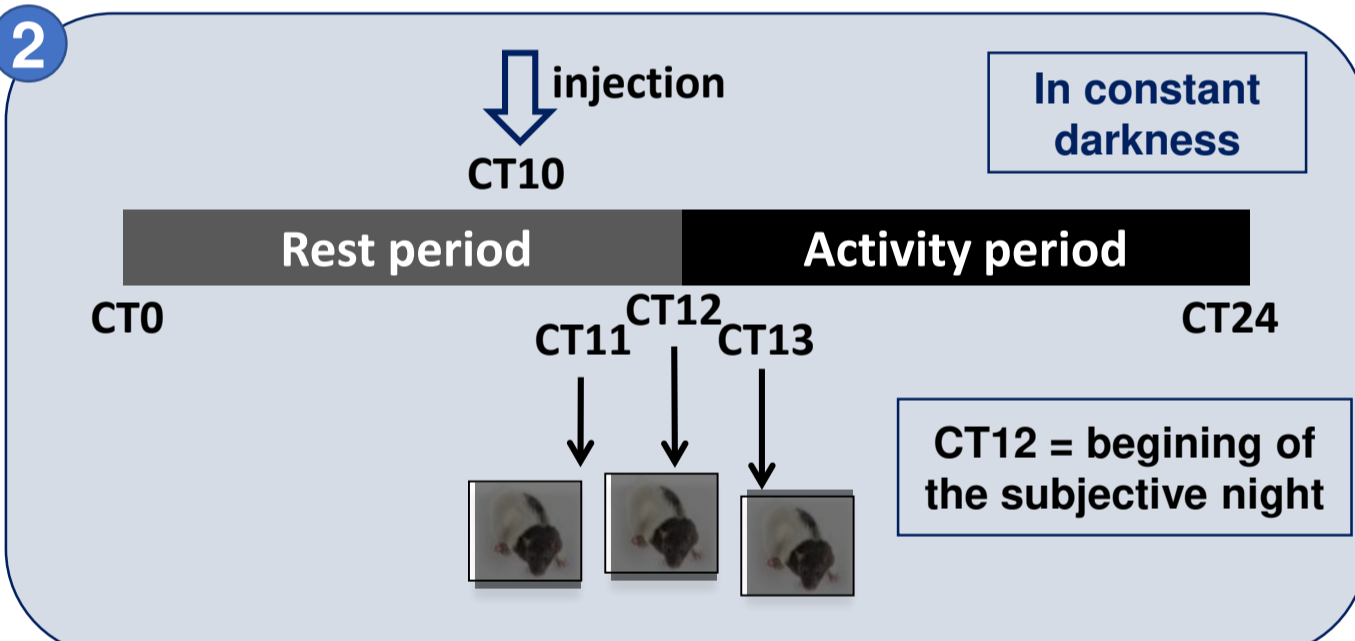 2
injection
In constant
darkness
CT10
Rest period
Activity period
CT0
CT12
CT24
CT11
CT13
CT12 = begining of
the subjective night